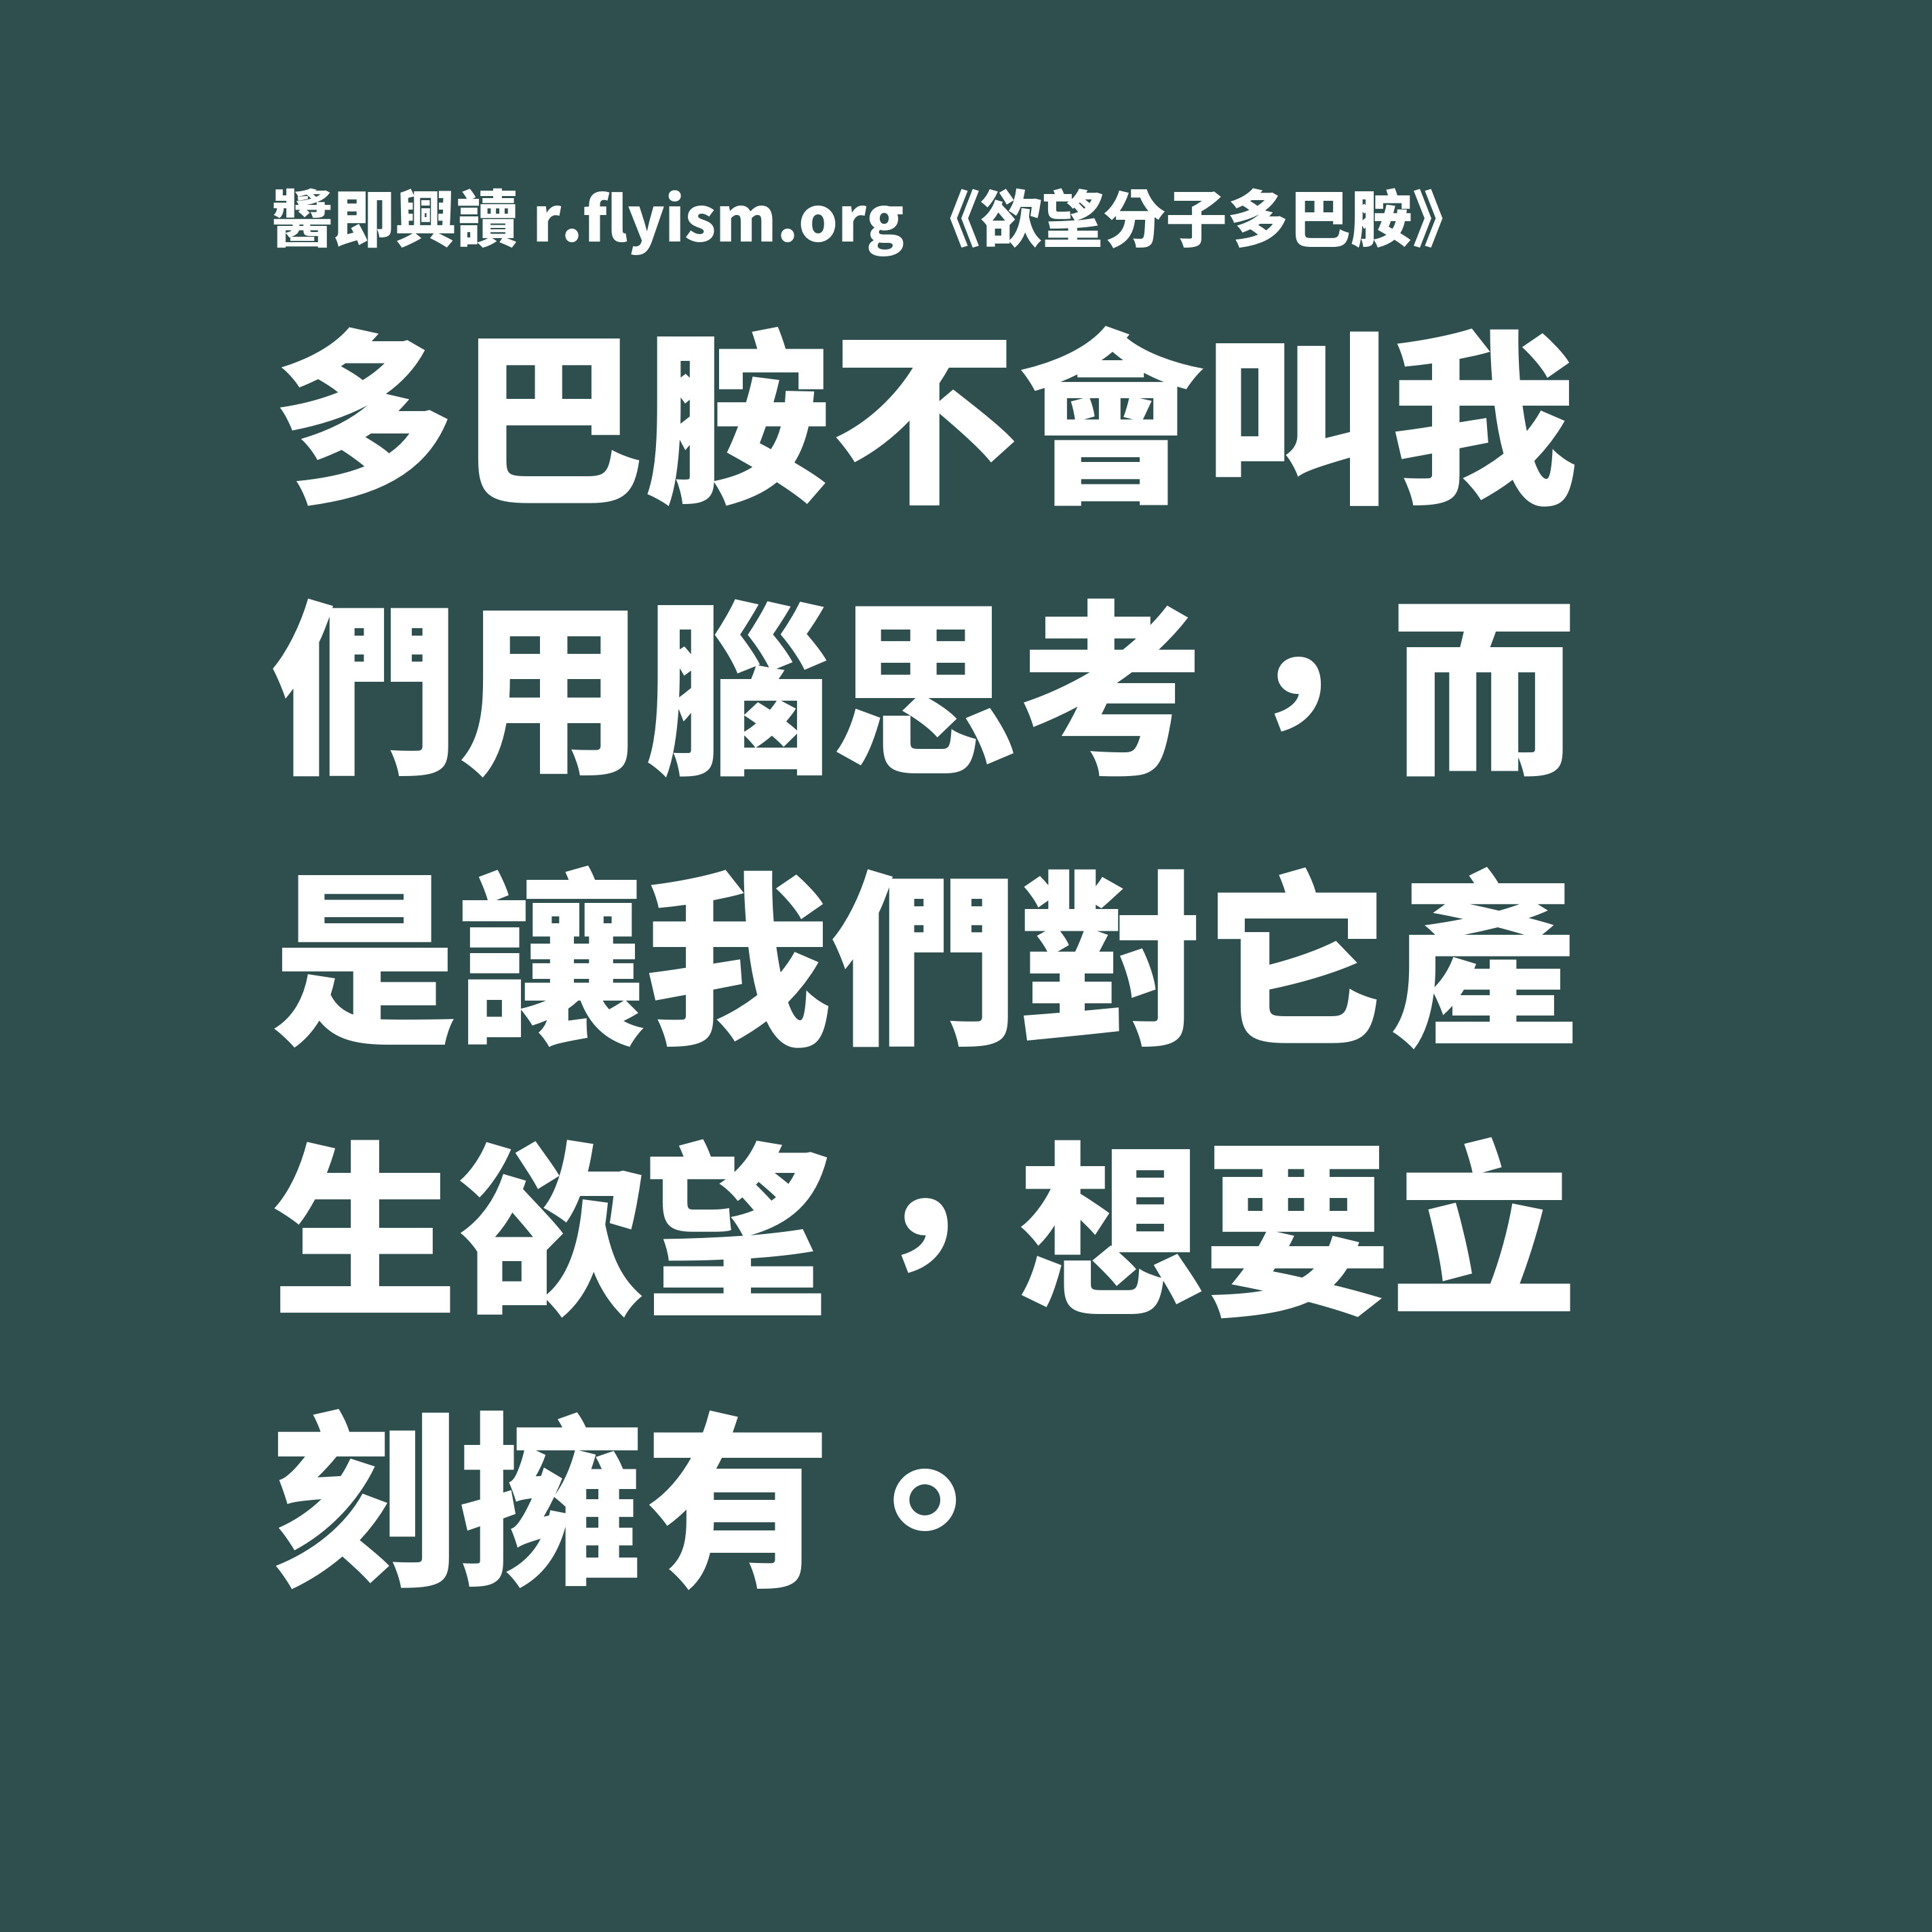 醫即興讀 r.flyism.org 《欲望分子多巴胺》
多巴胺不會叫我
們用腦思考，而
是讓我們對它產
生欲望，想要立
刻擁有。